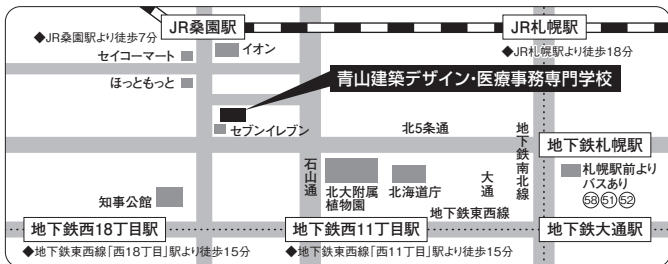 JR桑園駅
JR札幌駅
◆JR桑園駅より徒歩7分
◆JR札幌駅より徒歩18分
セイコーマート
イオン
ほっともっと
青山建築デザイン・医療事務専門学校
セブンイレブン
北5条通
地下鉄南北線
地下鉄札幌駅
石山通
北大附属
植物園
北海道庁
大通
札幌駅前より
バスあり
58 51 52
知事公館
地下鉄東西線
地下鉄西18丁目駅
地下鉄西11丁目駅
地下鉄大通駅
◆地下鉄東西線「西18丁目」駅より徒歩15分
◆地下鉄東西線「西11丁目」駅より徒歩15分